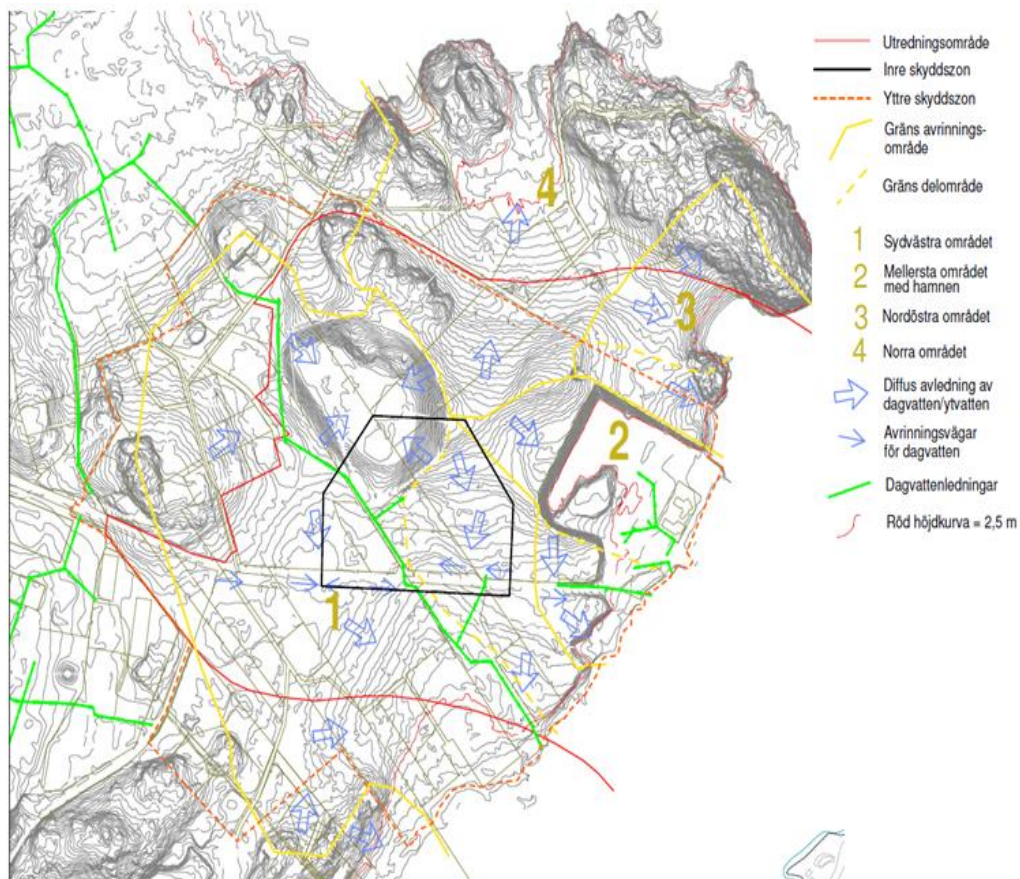 4
3
2
1
Utredningsområde
Inre skyddszon
Yttre skyddszon
Gräns avrinnings-
område
Gräns delområde
1 Sydvästra området
2 Mellersta området
med hamnen
3 Nordöstra området
4 Norra området
Diffus avledning av
dagvatten/ytvatten
Avrinningsvägar
för dagvatten
Dagvattenledningar
Röd höjdkurva = 2,5 m